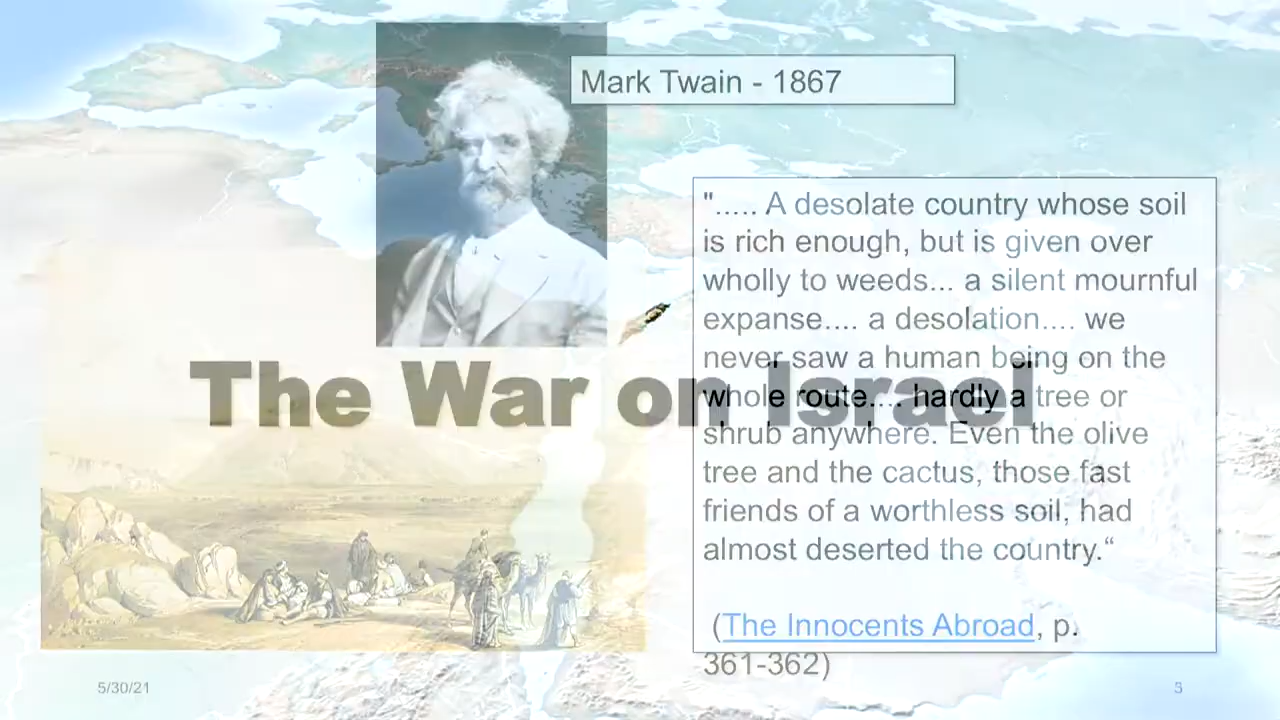 Mark Twain - 1867
"..... A desolate country whose soil
is rich enough, but is given over
wholly to weeds... a silent mournful
expanse.... a desolation.... we
never saw a human being on the
whole route.... hardly a tree or
shrub anywhere. Even the olive
tree and the cactus, those fast
friends of a worthless soil, had
almost deserted the country.“
(The Innocents Abroad, p.
361-362)
The War on Israel
5/30/21
3